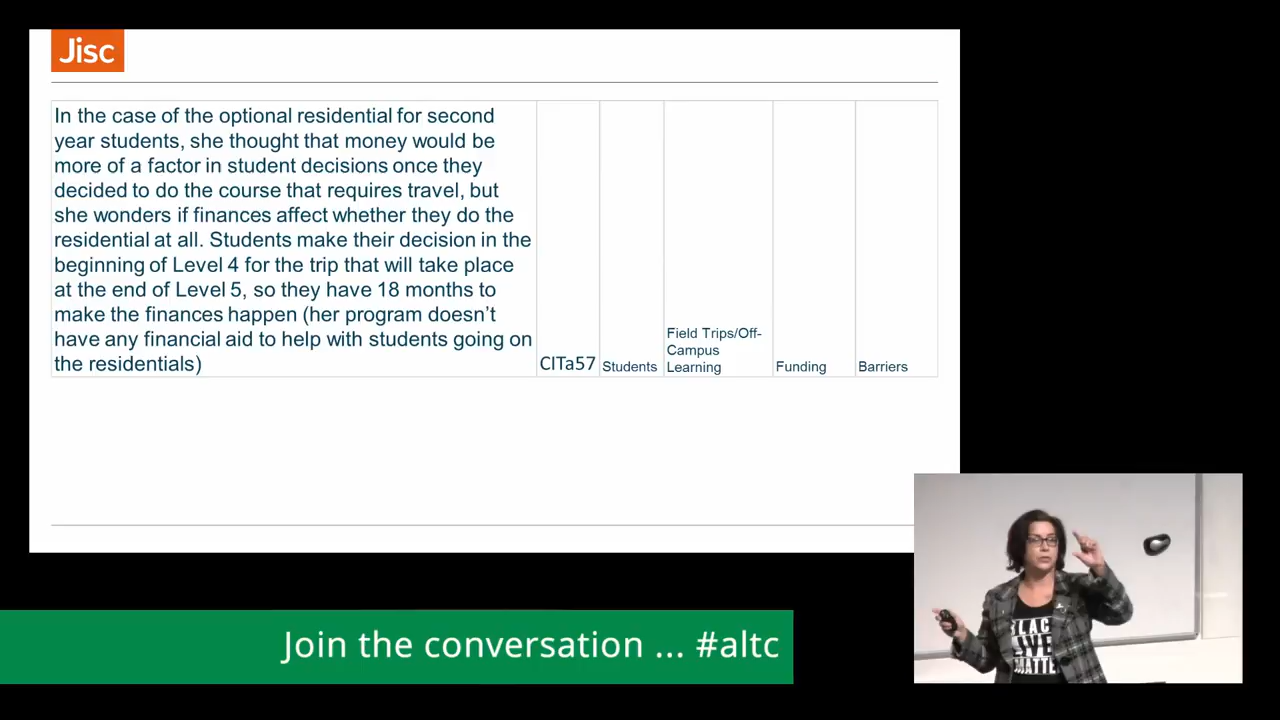 Jisc
In the case of the optional residential for second
year students, she thought that money would be
more of a factor in student decisions once they
decided to do the course that requires travel, but
she wonders if finances affect whether they do the
residential at all. Students make their decision in the
beginning of Level 4 for the trip that will take place
at the end of Level 5, so they have 18 months to
make the finances happen (her program doesn't
have any financial aid to help with students going on
the residentials)
CITa57
Students
Field Trips/Off-
Campus
Learning
Funding
Barriers
Join the conversation ... #altc
BLACK
LIVES
MATTER